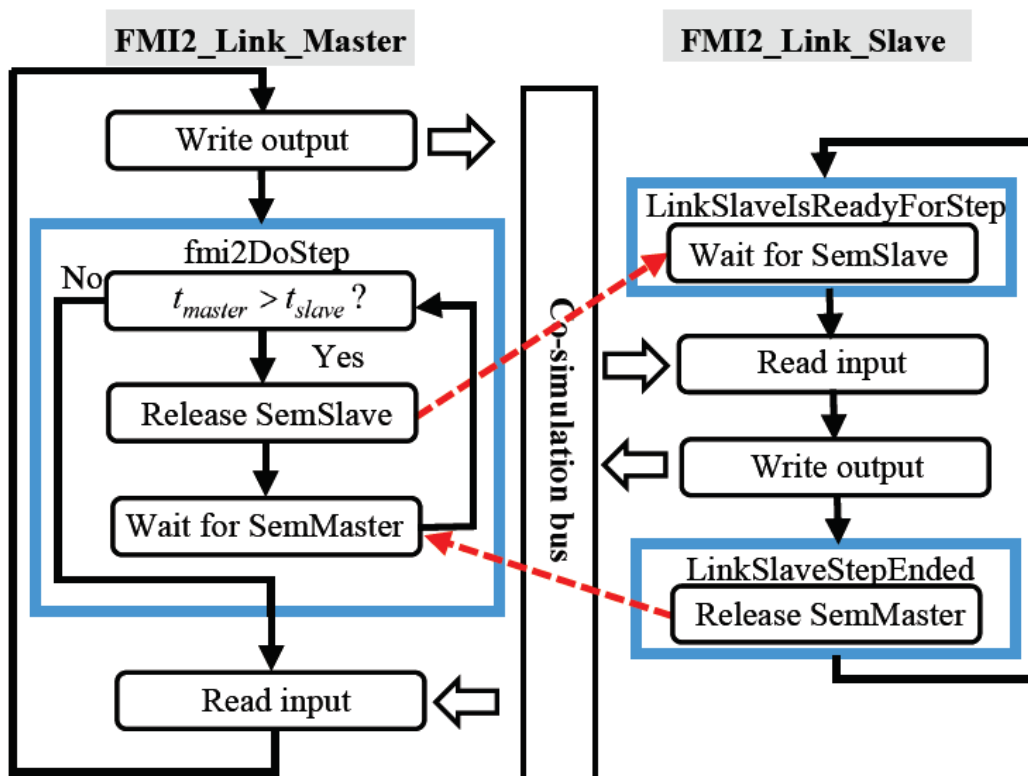 FMI2_Link_Master
Write output
fmi2DoStep
No
t_master > t_slave ?
Yes
Release SemSlave
Wait for SemMaster
Read input
Co-simulation bus
FMI2_Link_Slave
LinkSlaveIsReadyForStep
Wait for SemSlave
Read input
Write output
LinkSlaveStepEnded
Release SemMaster